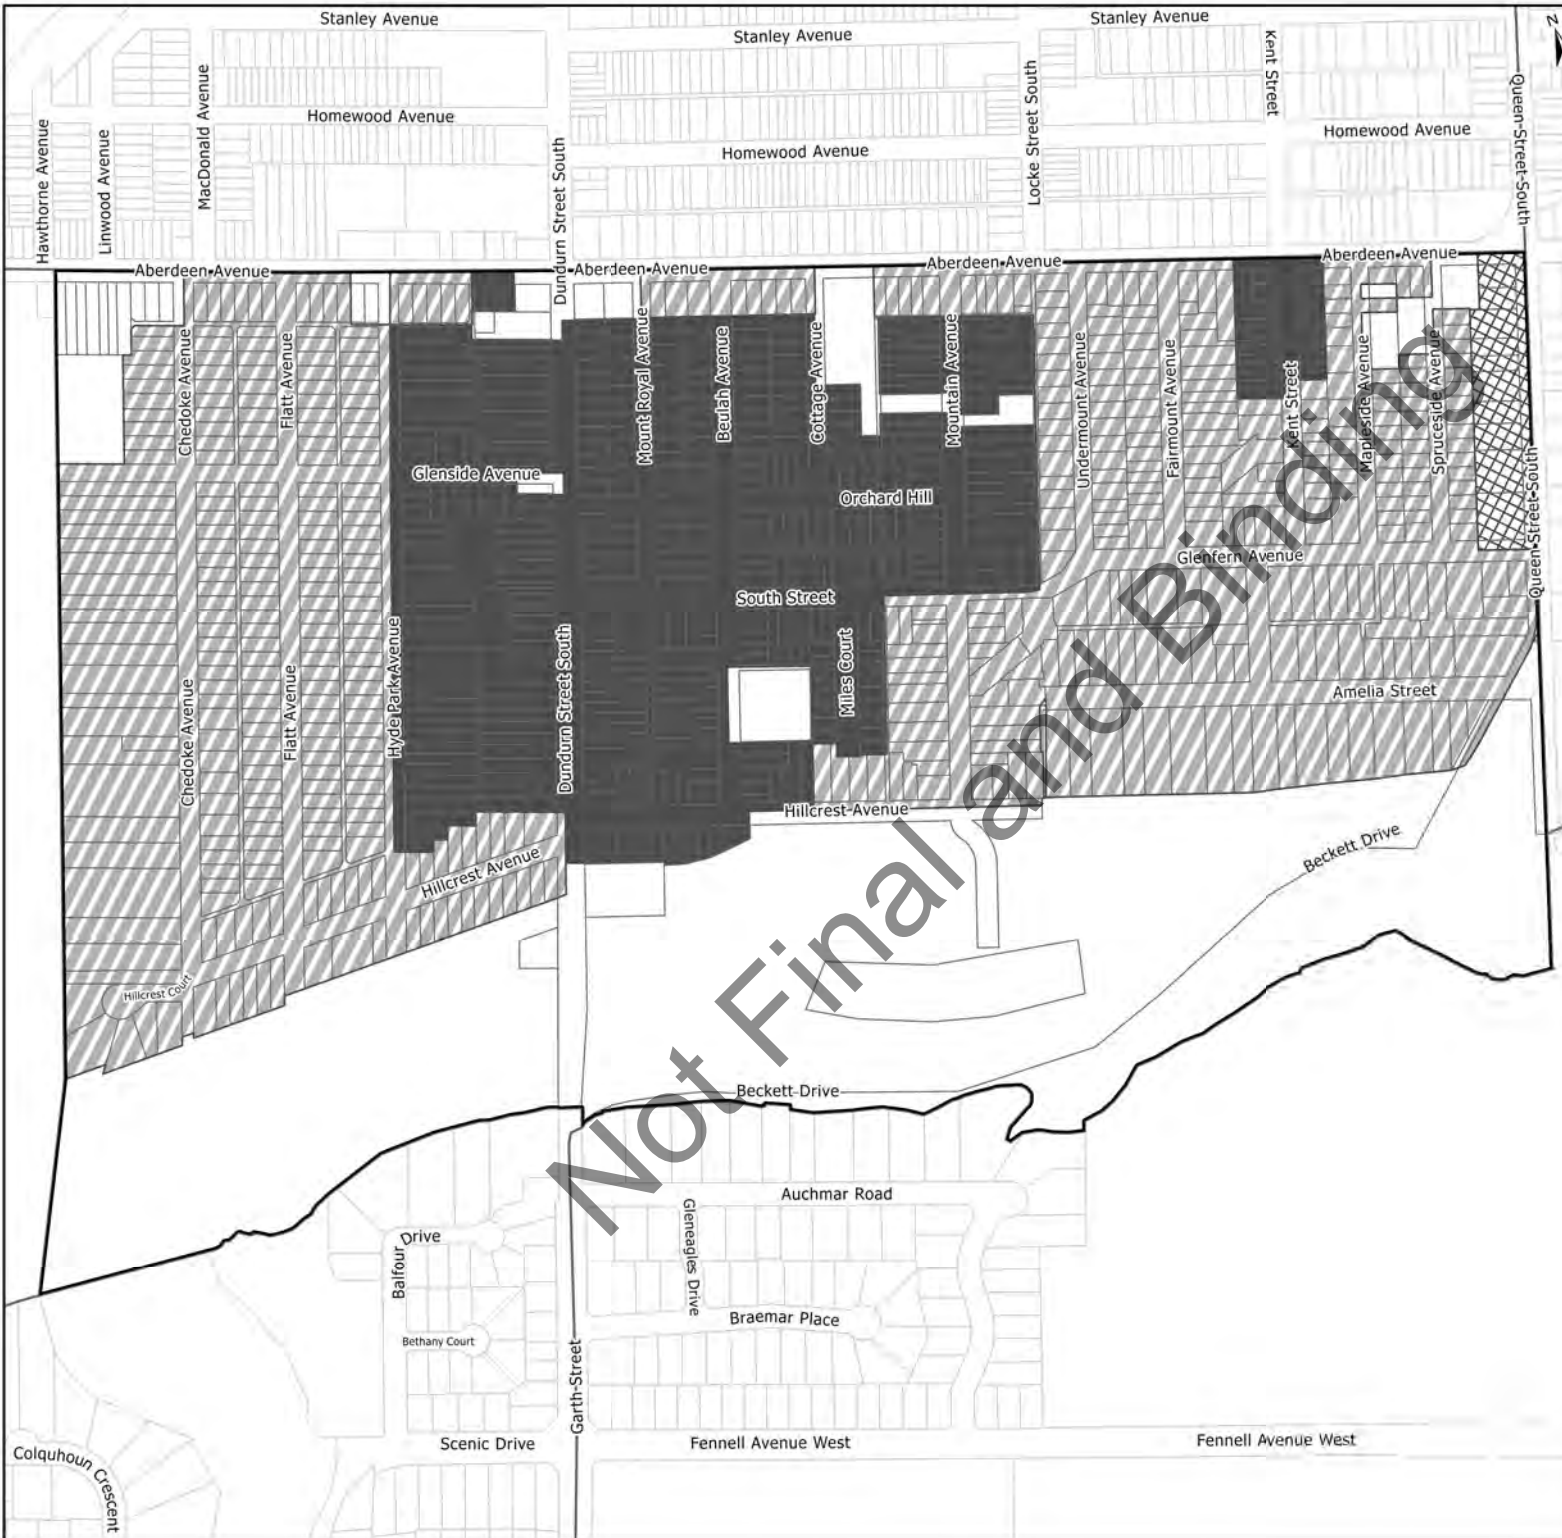 Stanley Avenue
Stanley Avenue
Stanley Avenue
Kent Street
Queen Street South
N
Hawthorne Avenue
Linwood Avenue
MacDonald Avenue
Homewood Avenue
Dundurn Street South
Homewood Avenue
Locke Street South
Homewood Avenue
Aberdeen Avenue
Aberdeen Avenue
Aberdeen Avenue
Aberdeen Avenue
Chedoke Avenue
Flatt Avenue
Glenside Avenue
Mount Royal Avenue
Beulah Avenue
Cottage Avenue
Mountain Avenue
Orchard Hill
Undermount Avenue
Fairmount Avenue
Kent Street
Mapleside Avenue
Spruceside Avenue
Queen Street South
Glenfern Avenue
South Street
Chedoke Avenue
Flatt Avenue
Hyde Park Avenue
Dundurn Street South
Miles Court
Amelia Street
Hillcrest Avenue
Hillcrest Avenue
Hillcrest Court
Beckett Drive
Beckett Drive
Not Final and Binding
Auchmar Road
Gleneagles Drive
Balfour Drive
Braemar Place
Bethany Court
Garth Street
Scenic Drive
Fennell Avenue West
Fennell Avenue West
Colquhoun Crescent